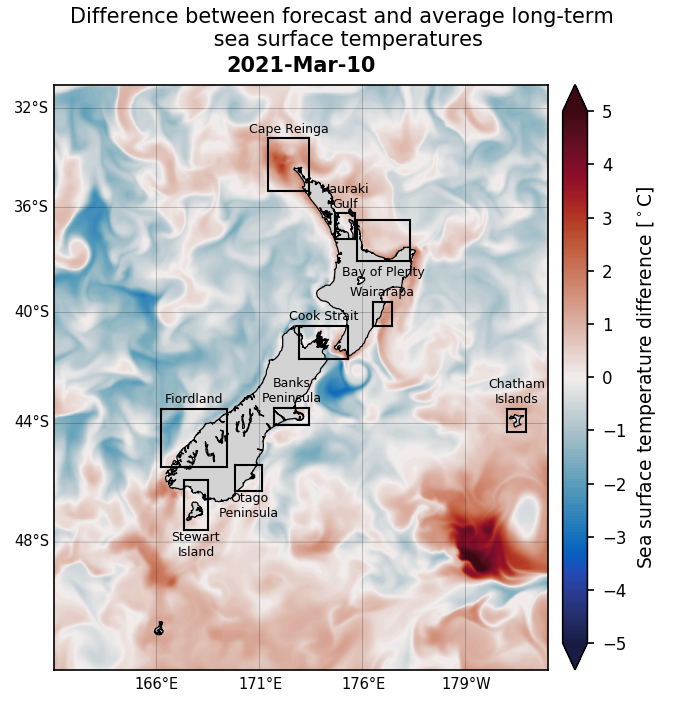 Difference between forecast and average long-term
sea surface temperatures
2021-Mar-10
32°S
36°S
40°S
44°S
48°S
166°E
171°E
176°E
179°W
Cape Reinga
Hauraki
Gulf
Bay of Plenty
Wairarapa
Cook Strait
Banks
Peninsula
Fiordland
Chatham
Islands
Otago
Peninsula
Stewart
Island
5
4
3
2
1
0
−1
−2
−3
−4
−5
Sea surface temperature difference [°C]